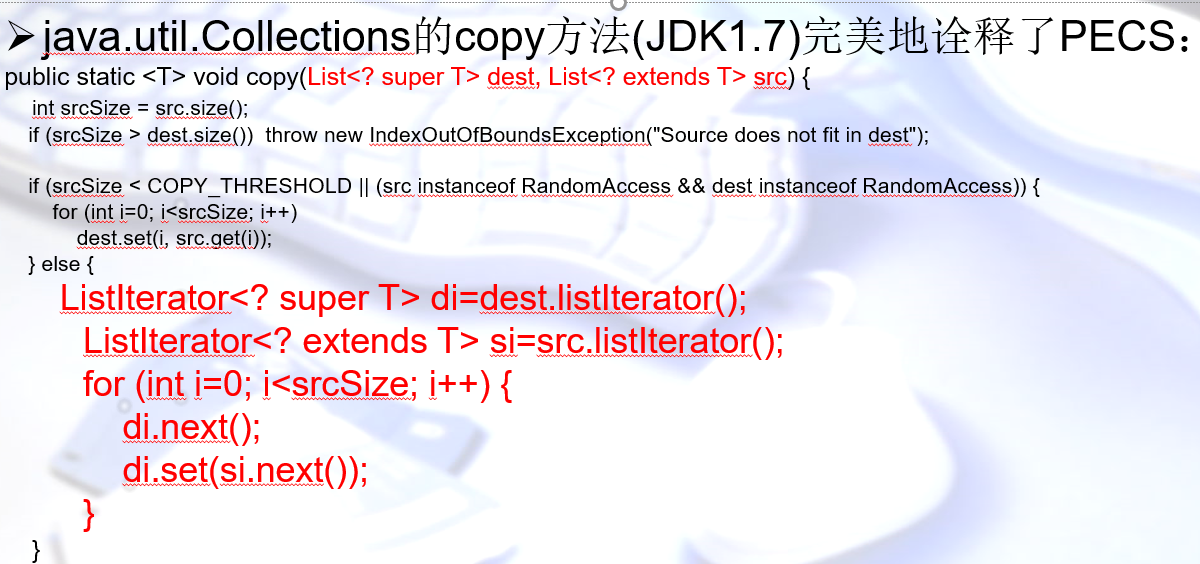 ➢java.util.Collections的copy方法(JDK1.7)完美地诠释了PECS：
public static <T> void copy(List<? super T> dest, List<? extends T> src) {
int srcSize = src.size();
if (srcSize > dest.size())  throw new IndexOutOfBoundsException("Source does not fit in dest");
if (srcSize < COPY_THRESHOLD || (src instanceof RandomAccess && dest instanceof RandomAccess)) {
for (int i=0; i<srcSize; i++)
dest.set(i, src.get(i));
} else {
ListIterator<? super T> di=dest.listIterator();
ListIterator<? extends T> si=src.listIterator();
for (int i=0; i<srcSize; i++) {
di.next();
di.set(si.next());
}
}